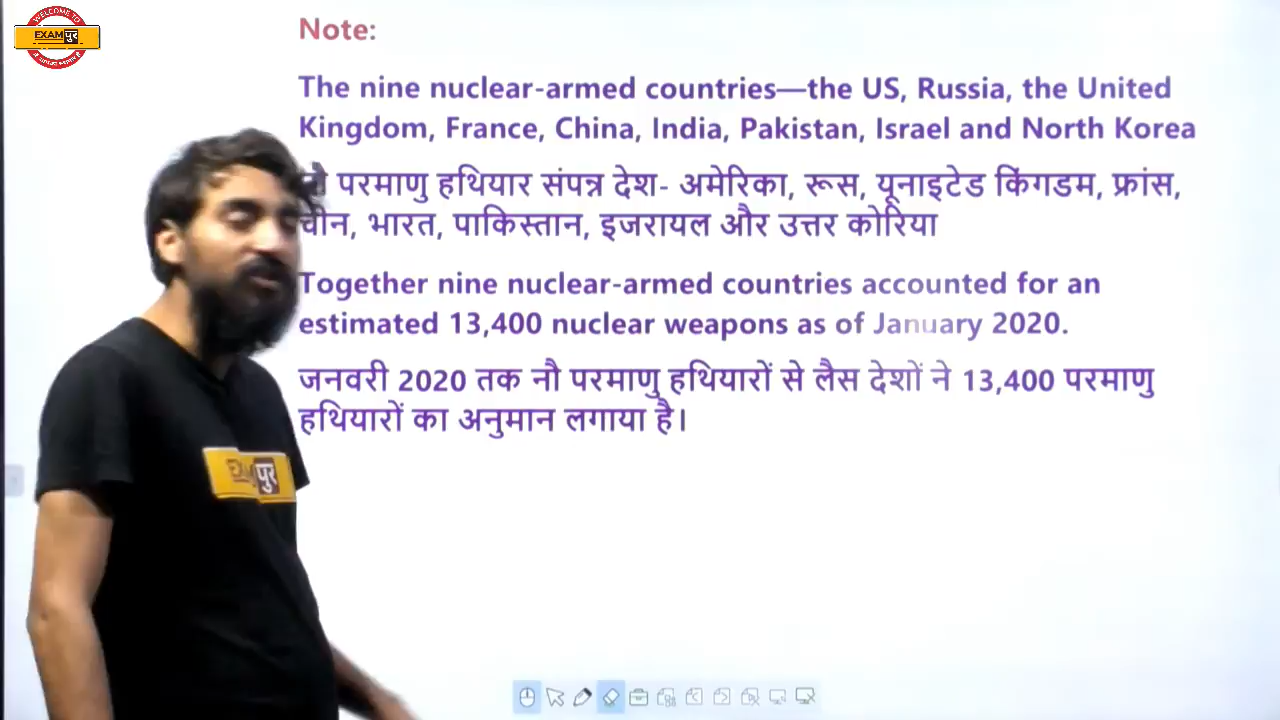 WELCOME TO
EXAM पुर
Note:
The nine nuclear-armed countries—the US, Russia, the United
Kingdom, France, China, India, Pakistan, Israel and North Korea
परमाणु हथियार संपन्न देश- अमेरिका, रूस, यूनाइटेड किंगडम, फ्रांस,
चीन, भारत, पाकिस्तान, इजरायल और उत्तर कोरिया
Together nine nuclear-armed countries accounted for an
estimated 13,400 nuclear weapons as of January 2020.
जनवरी 2020 तक नौ परमाणु हथियारों से लैस देशों ने 13,400 परमाणु
हथियारों का अनुमान लगाया है।
EXAM पुर